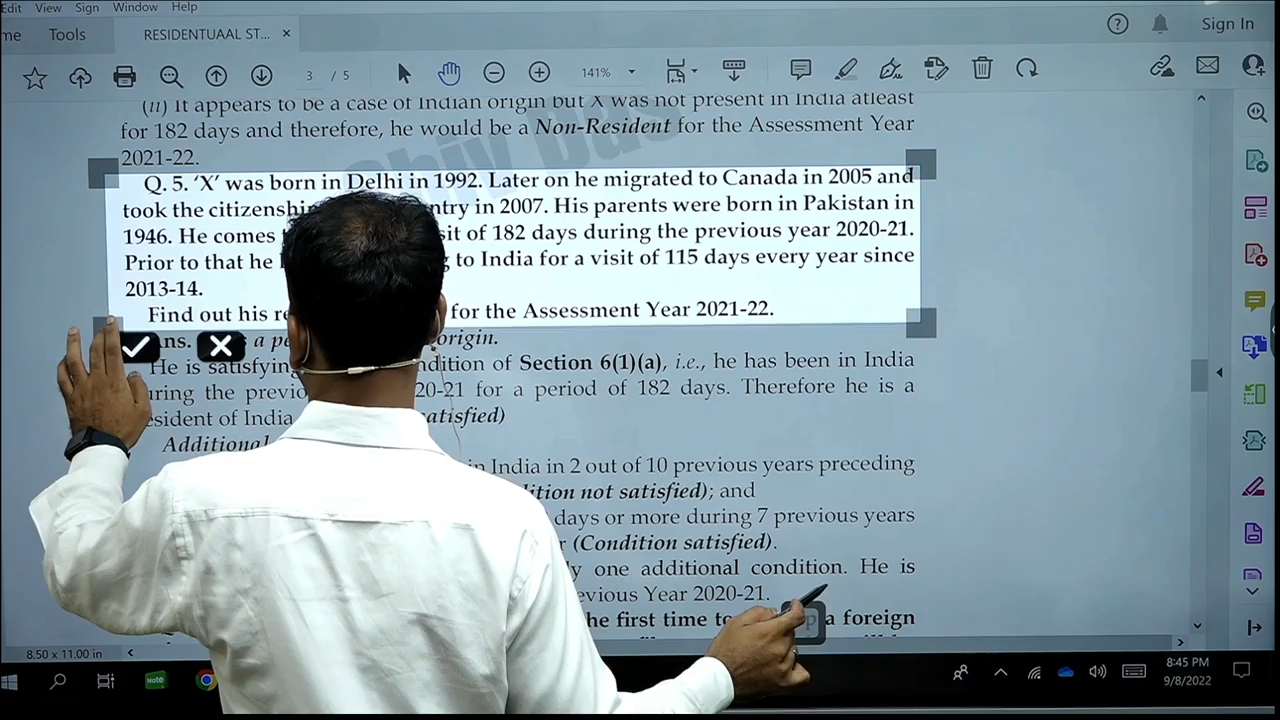 Edit View Sign Window Help
me Tools RESIDENTUAAL ST... × Sign In
3 / 5 141%
(ii) It appears to be a case of Indian origin but X was not present in India atleast
for 182 days and therefore, he would be a Non-Resident for the Assessment Year
2021-22.
Q. 5. 'X' was born in Delhi in 1992. Later on he migrated to Canada in 2005 and
took the citizenship ntry in 2007. His parents were born in Pakistan in
1946. He comes sit of 182 days during the previous year 2020-21.
Prior to that he g to India for a visit of 115 days every year since
2013-14.
Find out his re for the Assessment Year 2021-22.
ns. a pe origin.
He is satisfying ndition of Section 6(1)(a), i.e., he has been in India
uring the previo 20-21 for a period of 182 days. Therefore he is a
esident of India atisfied)
Additional
in India in 2 out of 10 previous years preceding
ition not satisfied); and
days or more during 7 previous years
r (Condition satisfied).
ly one additional condition. He is
evious Year 2020-21.
he first time to a foreign
8.50 x 11.00 in
Note
8:45 PM
9/8/2022